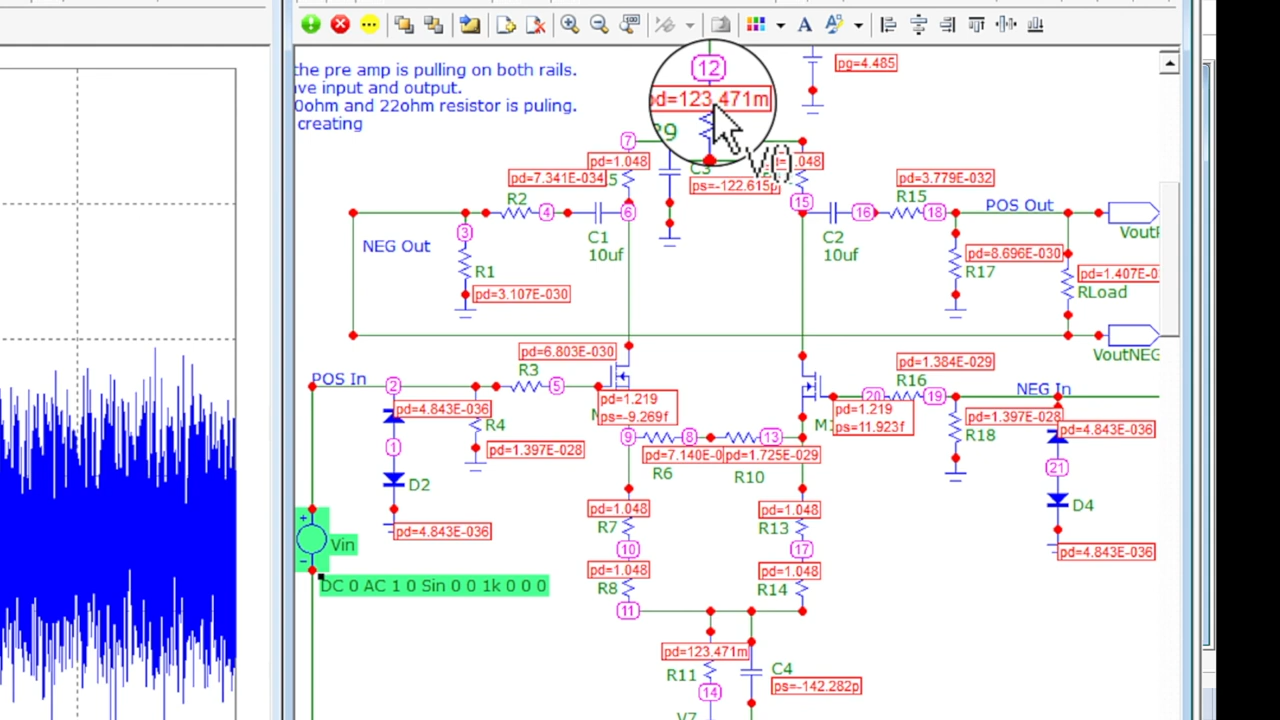 the pre amp is pulling on both rails.
ve input and output.
0ohm and 22ohm resistor is puling.
creating
12
pd=123.471m
R9
pg=4.485
7
pd=1.048
C3
ps=-122.615p
.048
5
pd=7.341E-034
R2
4
6
C1
10uf
NEG Out
3
R1
pd=3.107E-030
15
16
C2
10uf
pd=3.779E-032
R15
18
POS Out
pd=8.696E-030
R17
pd=1.407E-0
RLoad
VoutP
VoutNEG
POS In
2
pd=6.803E-030
R3
5
pd=4.843E-036
R4
pd=1.397E-028
1
D2
pd=4.843E-036
pd=1.219
ps=-9.269f
9
R6
8
pd=7.140E-0
R10
13
pd=1.725E-029
pd=1.219
ps=11.923f
20
pd=1.384E-029
R16
19
NEG In
pd=1.397E-028
R18
pd=4.843E-036
21
D4
pd=4.843E-036
pd=1.048
R7
10
pd=1.048
R8
11
pd=1.048
R13
17
pd=1.048
R14
Vin
DC 0 AC 1 0 Sin 0 0 1k 0 0 0
pd=123.471m
R11
14
V7
C4
ps=-142.282p